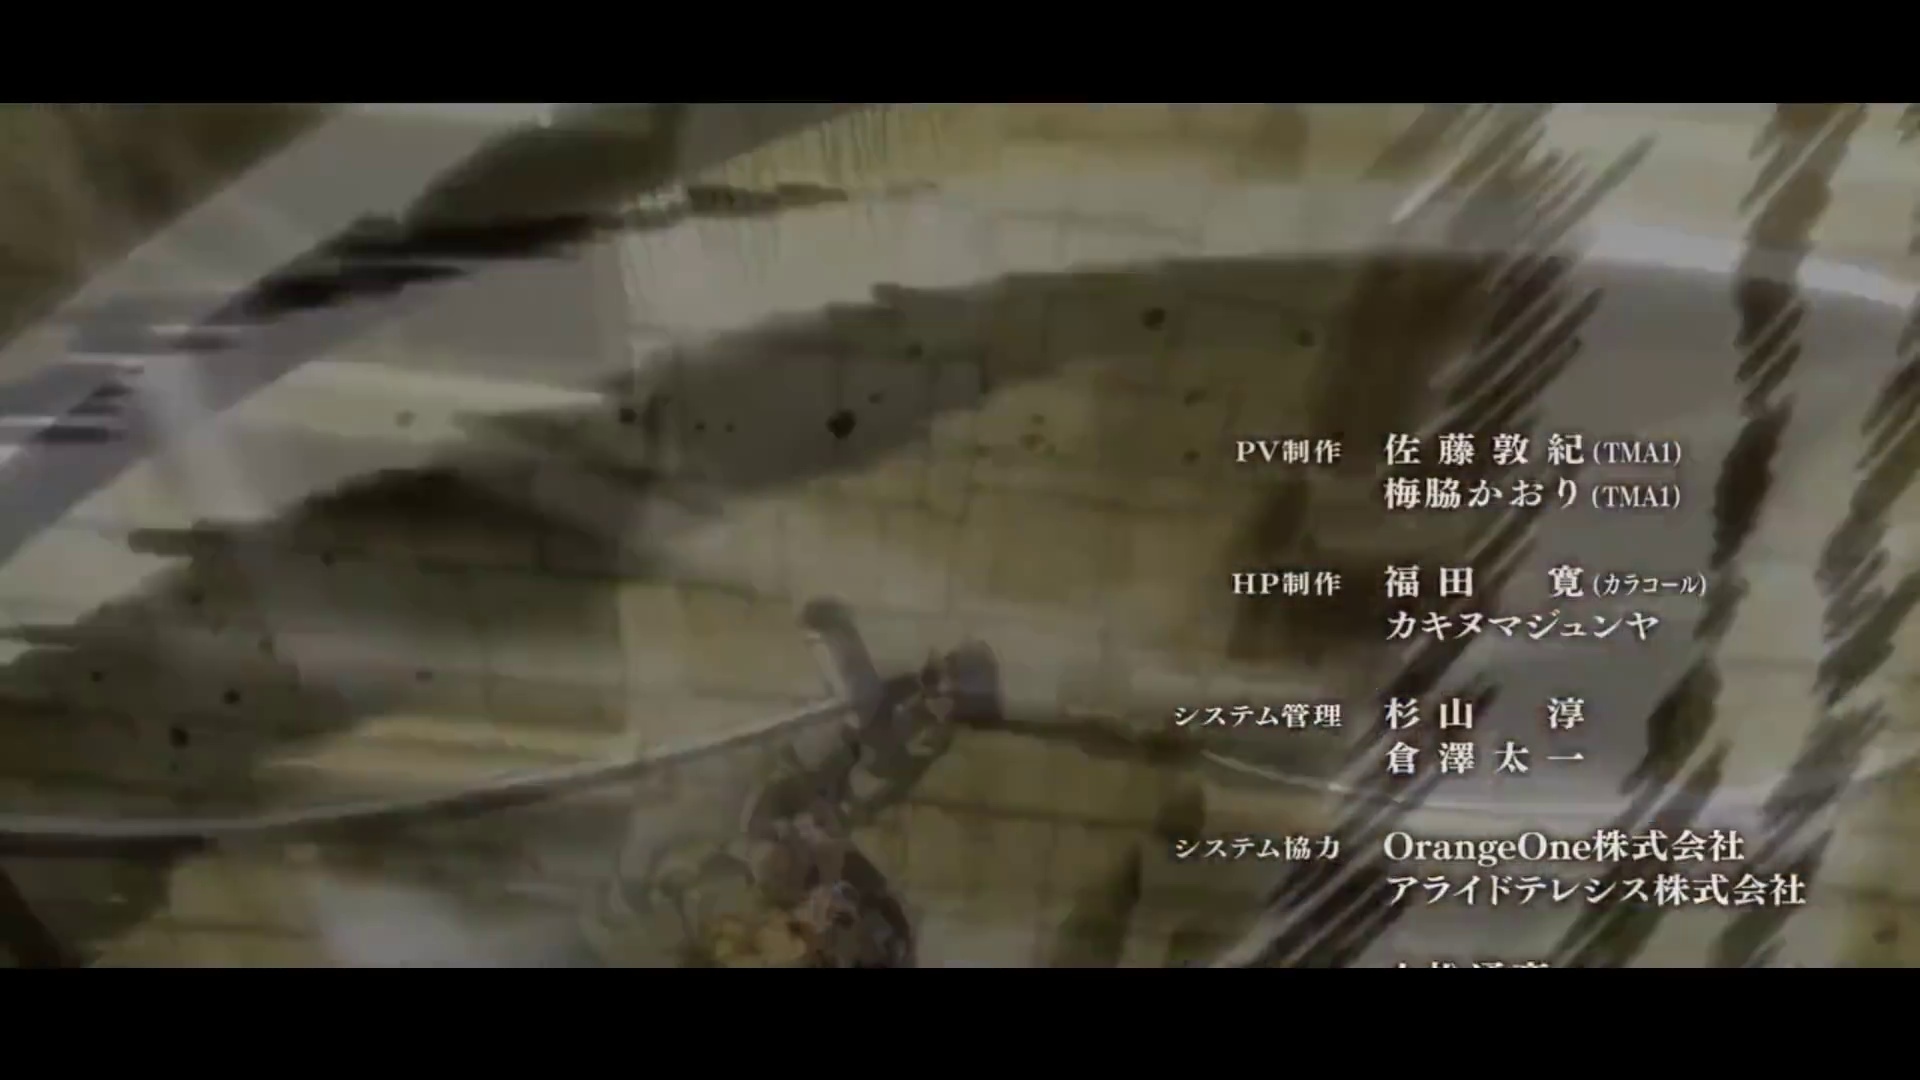 PV制作 佐藤敦紀(TMA1)
梅脇かおり(TMA1)
HP制作 福田 寛(カラコール)
カキヌマジュンヤ
システム管理 杉山 淳
倉澤太一
システム協力 OrangeOne株式会社
アライドテレシス株式会社